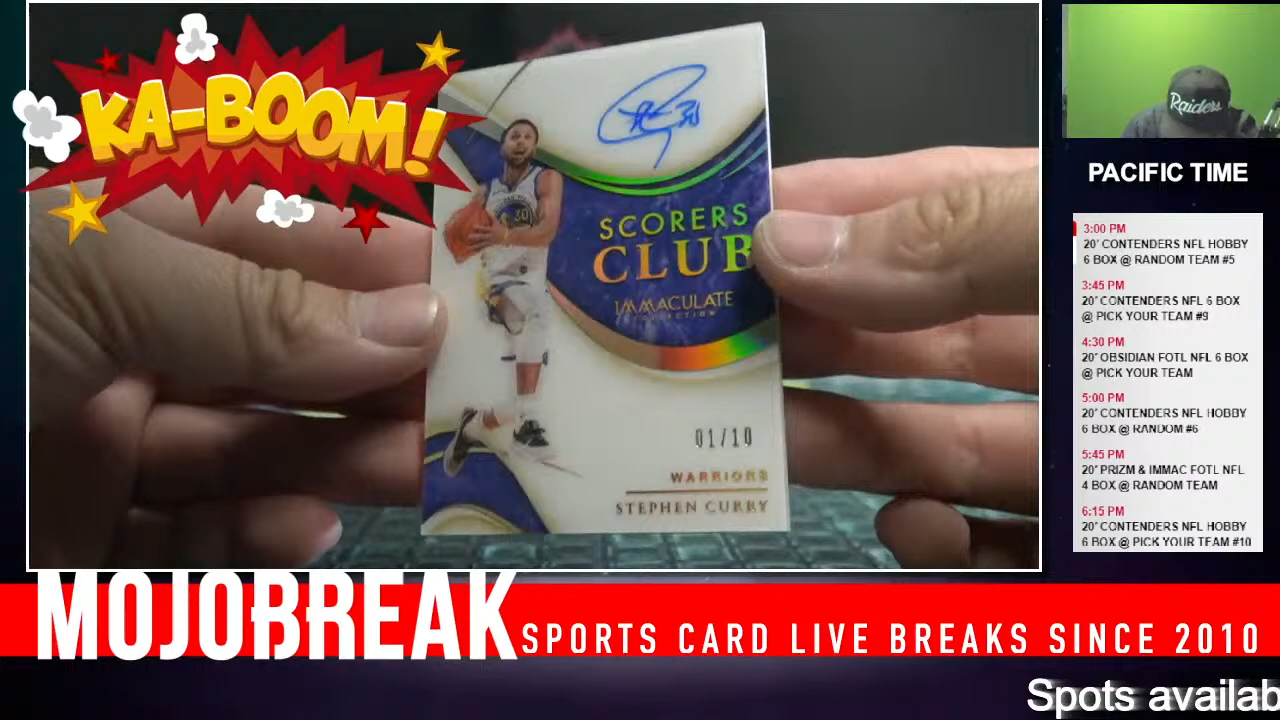 KA-BOOM!
30
SCORERS
CLUB
IMMACULATE
COLLECTION
01/10
WARRIORS
STEPHEN CURRY
Raiders
PACIFIC TIME
3:00 PM
20' CONTENDERS NFL HOBBY
6 BOX @ RANDOM TEAM #5
3:45 PM
20' CONTENDERS NFL 6 BOX
@ PICK YOUR TEAM #9
4:30 PM
20' OBSIDIAN FOTL NFL 6 BOX
@ PICK YOUR TEAM
5:00 PM
20' CONTENDERS NFL HOBBY
6 BOX @ RANDOM #6
5:45 PM
20' PRIZM & IMMAC FOTL NFL
4 BOX @ RANDOM TEAM
6:15 PM
20' CONTENDERS NFL HOBBY
6 BOX @ PICK YOUR TEAM #10
MOJOBREAK
SPORTS CARD LIVE BREAKS SINCE 2010
Spots availab